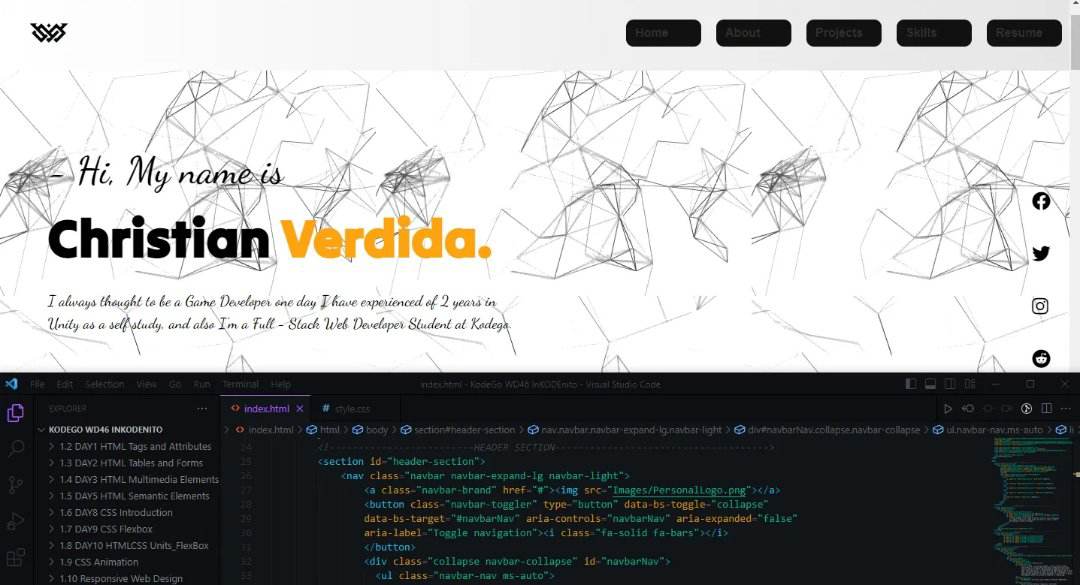 Home About Projects Skills Resume
- Hi, My name is
Christian Verdida.
I always thought to be a Game Developer one day I have experienced of 2 years in
Unity as a self study, and also I'm a Full - Stack Web Developer Student at Kodego.
File Edit Selection View Go Run Terminal Help
index.html - KodeGo WD46 InKODEnito - Visual Studio Code
EXPLORER ...
index.html
style.css
KODEGO WD46 INKODENITO
index.html > html > body > section#header-section > nav.navbar.navbar-expand-lg.navbar-light > div#navbarNav.collapse.navbar-collapse > ul.navbar-nav.ms-auto >
1.2 DAY1 HTML Tags and Attributes
1.3 DAY2 HTML Tables and Forms
1.4 DAY3 HTML Multimedia Elements
1.5 DAY5 HTML Semantic Elements
1.6 DAY8 CSS Introduction
1.7 DAY9 CSS Flexbox
1.8 DAY10 HTMLCSS Units_FlexBox
1.9 CSS Animation
1.10 Responsive Web Design
24 <!------------------------HEADER SECTION------------------------------>
25 <section id="header-section">
26 <nav class="navbar navbar-expand-lg navbar-light">
27 <a class="navbar-brand" href="#"><img src="Images/PersonalLogo.png"></a>
28 <button class="navbar-toggler" type="button" data-bs-toggle="collapse"
29 data-bs-target="#navbarNav" aria-controls="navbarNav" aria-expanded="false"
30 aria-label="Toggle navigation"><i class="fa-solid fa-bars"></i>
31 </button>
32 <div class="collapse navbar-collapse" id="navbarNav">
33 <ul class="navbar-nav ms-auto">